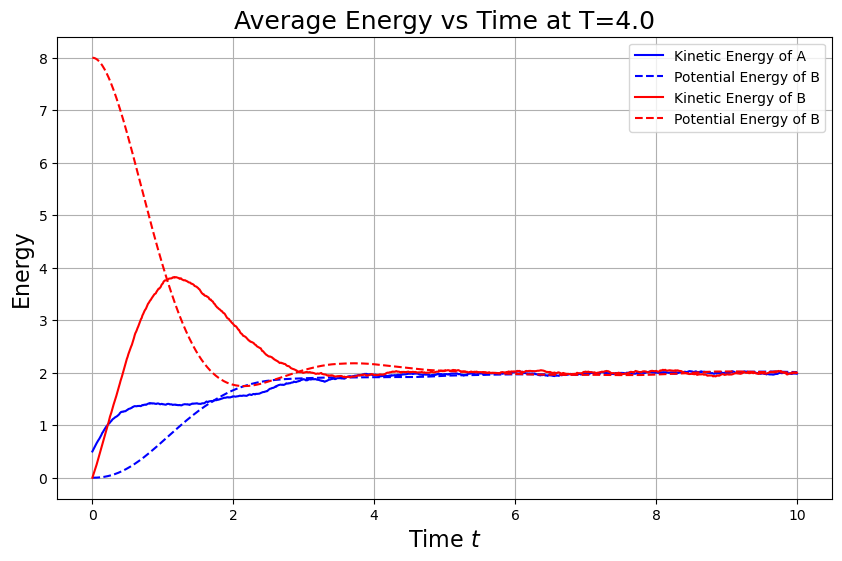 Average Energy vs Time at T=4.0
Kinetic Energy of A
Potential Energy of B
Kinetic Energy of B
Potential Energy of B
Energy
8
7
6
5
4
3
2
1
0
0 2 4 6 8 10
Time t